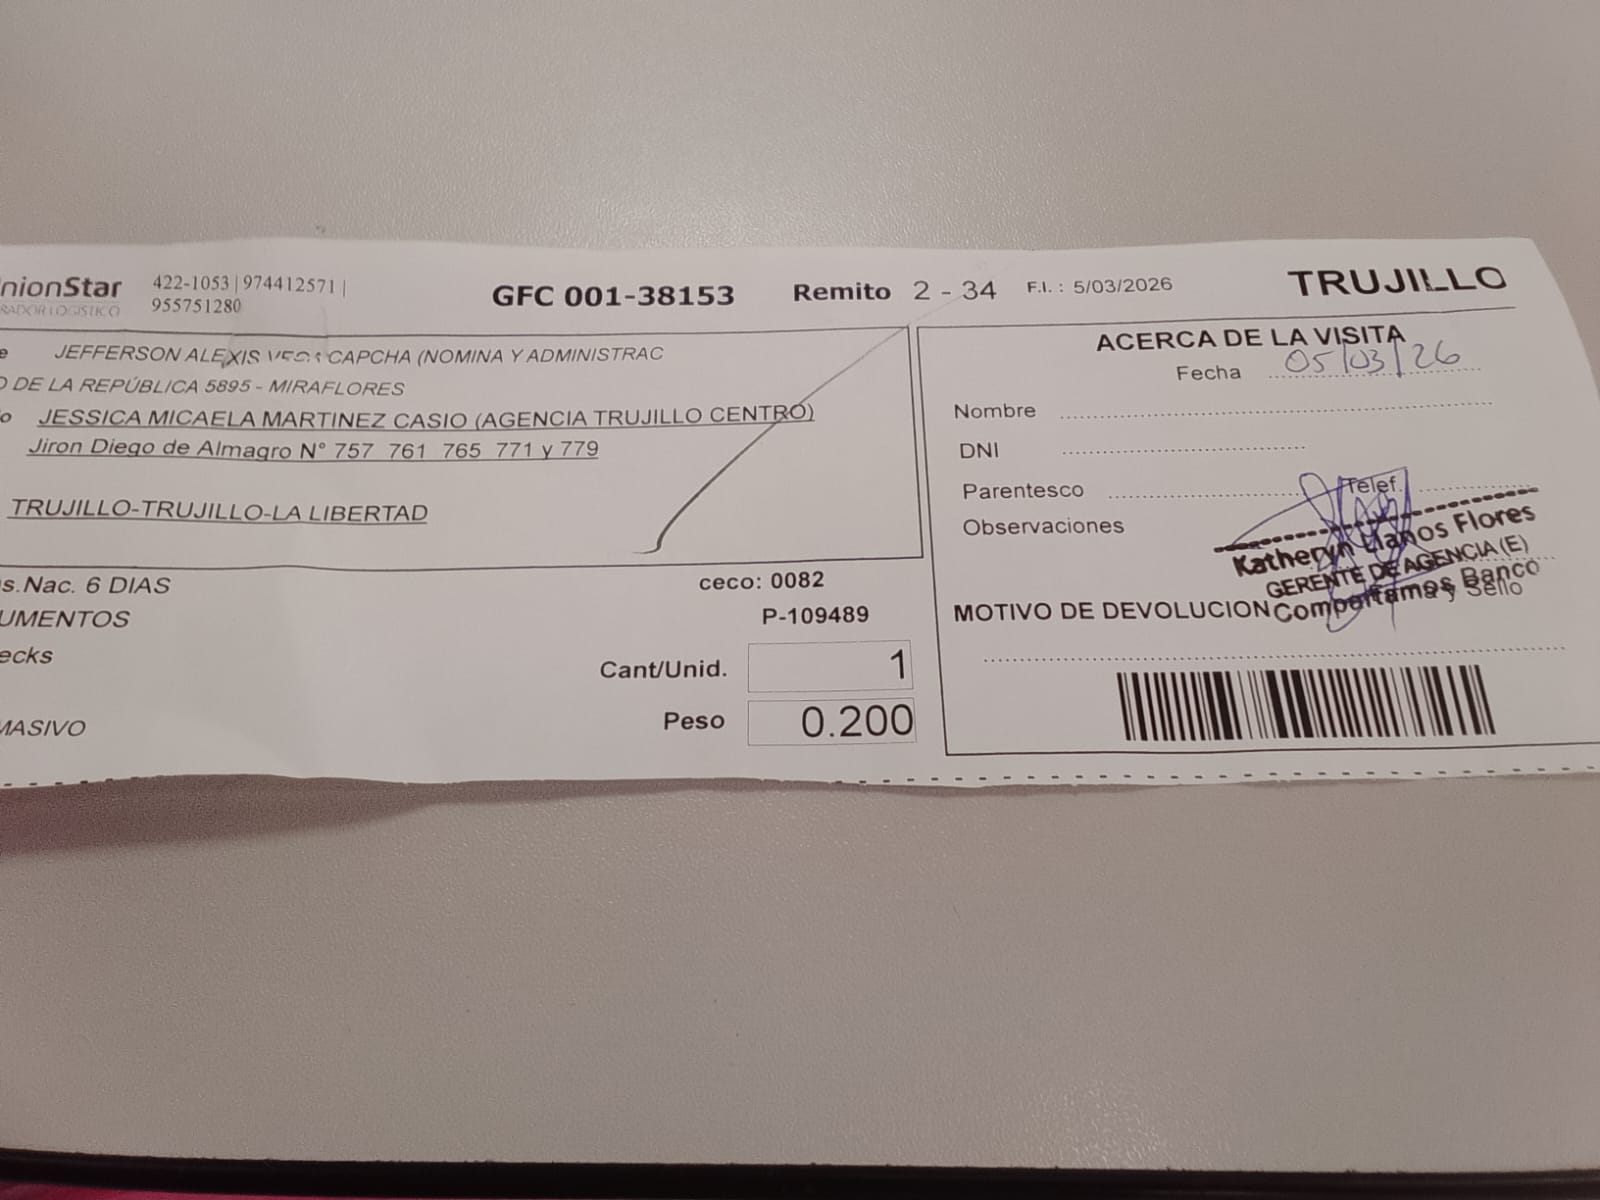 nionStar 422-1053 | 974412571 |
RADOR LOGISTICO 955751280
GFC 001-38153 Remito 2 - 34 F.I. : 5/03/2026 TRUJILLO
e JEFFERSON ALEXIS CAPCHA (NOMINA Y ADMINISTRAC
O DE LA REPÚBLICA 5895 - MIRAFLORES
o JESSICA MICAELA MARTINEZ CASIO (AGENCIA TRUJILLO CENTRO)
Jiron Diego de Almagro N° 757 761 765 771 y 779
TRUJILLO-TRUJILLO-LA LIBERTAD
s.Nac. 6 DIAS ceco: 0082
UMENTOS P-109489
ecks
Cant/Unid. 1
MASIVO Peso 0.200
ACERCA DE LA VISITA
Fecha 05/03/26
Nombre
DNI
Parentesco Telef.
Observaciones
Katheryn Llanos Flores
GERENTE DE AGENCIA (E)
Compartamos Banco
y Sello
MOTIVO DE DEVOLUCION